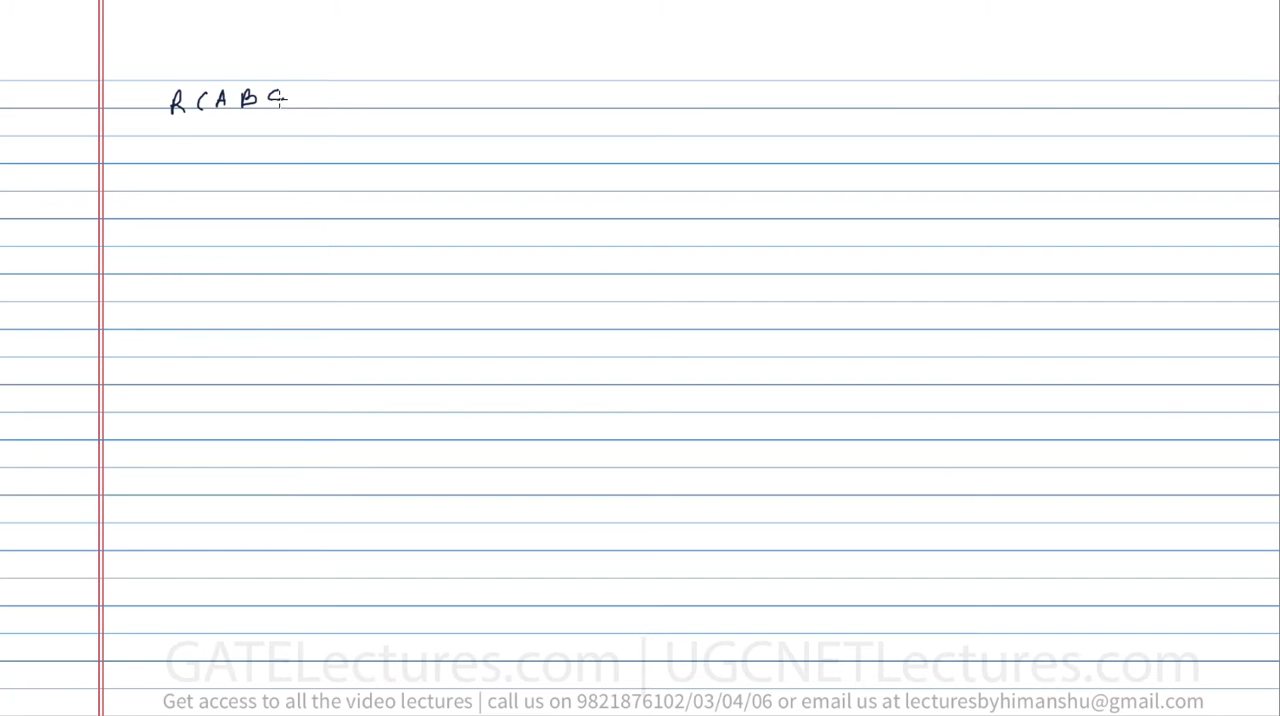 R ( A B C
GATELectures.com | UGCNETLectures.com
Get access to all the video lectures | call us on 9821876102/03/04/06 or email us at lecturesbyhimanshu@gmail.com